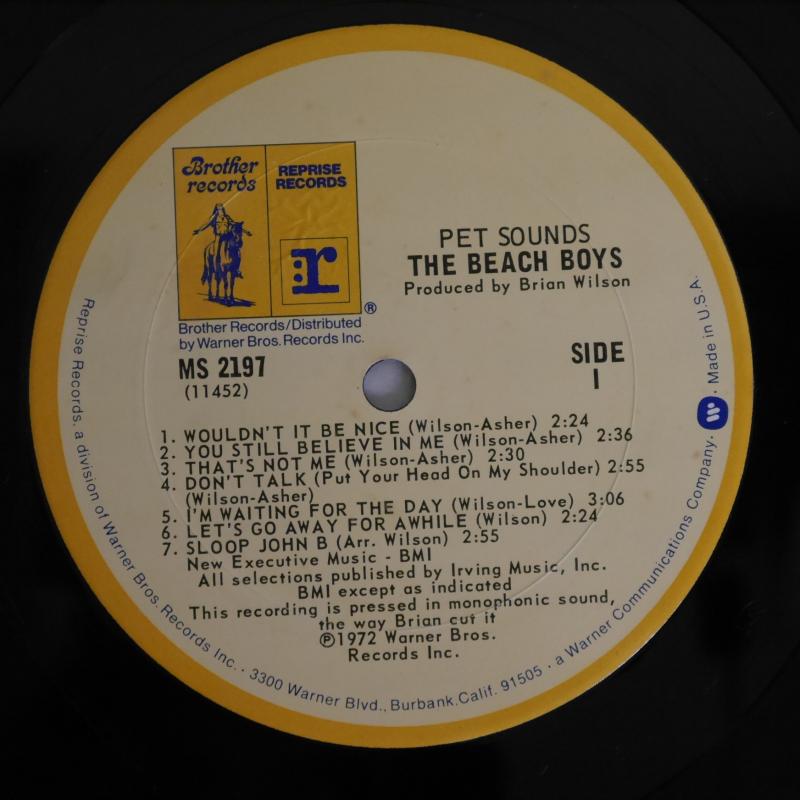 Brother records
REPRISE RECORDS
r
®
Brother Records/Distributed
by Warner Bros. Records Inc.
MS 2197
(11452)
PET SOUNDS
THE BEACH BOYS
Produced by Brian Wilson
SIDE
1
1. WOULDN'T IT BE NICE (Wilson-Asher) 2:24
2. YOU STILL BELIEVE IN ME (Wilson-Asher) 2:36
3. THAT'S NOT ME (Wilson-Asher) 2:30
4. DON'T TALK (Put Your Head On My Shoulder) 2:55
(Wilson-Asher)
5. I'M WAITING FOR THE DAY (Wilson-Love) 3:06
6. LET'S GO AWAY FOR AWHILE (Wilson) 2:24
7. SLOOP JOHN B (Arr. Wilson) 2:55
New Executive Music - BMI
All selections published by Irving Music, Inc.
BMI except as indicated
This recording is pressed in monophonic sound,
the way Brian cut it
℗1972 Warner Bros.
Records Inc.
Reprise Records, a division of Warner Bros. Records Inc. · 3300 Warner Blvd., Burbank, Calif. 91505 · a Warner Communications Company · W · Made in U.S.A.